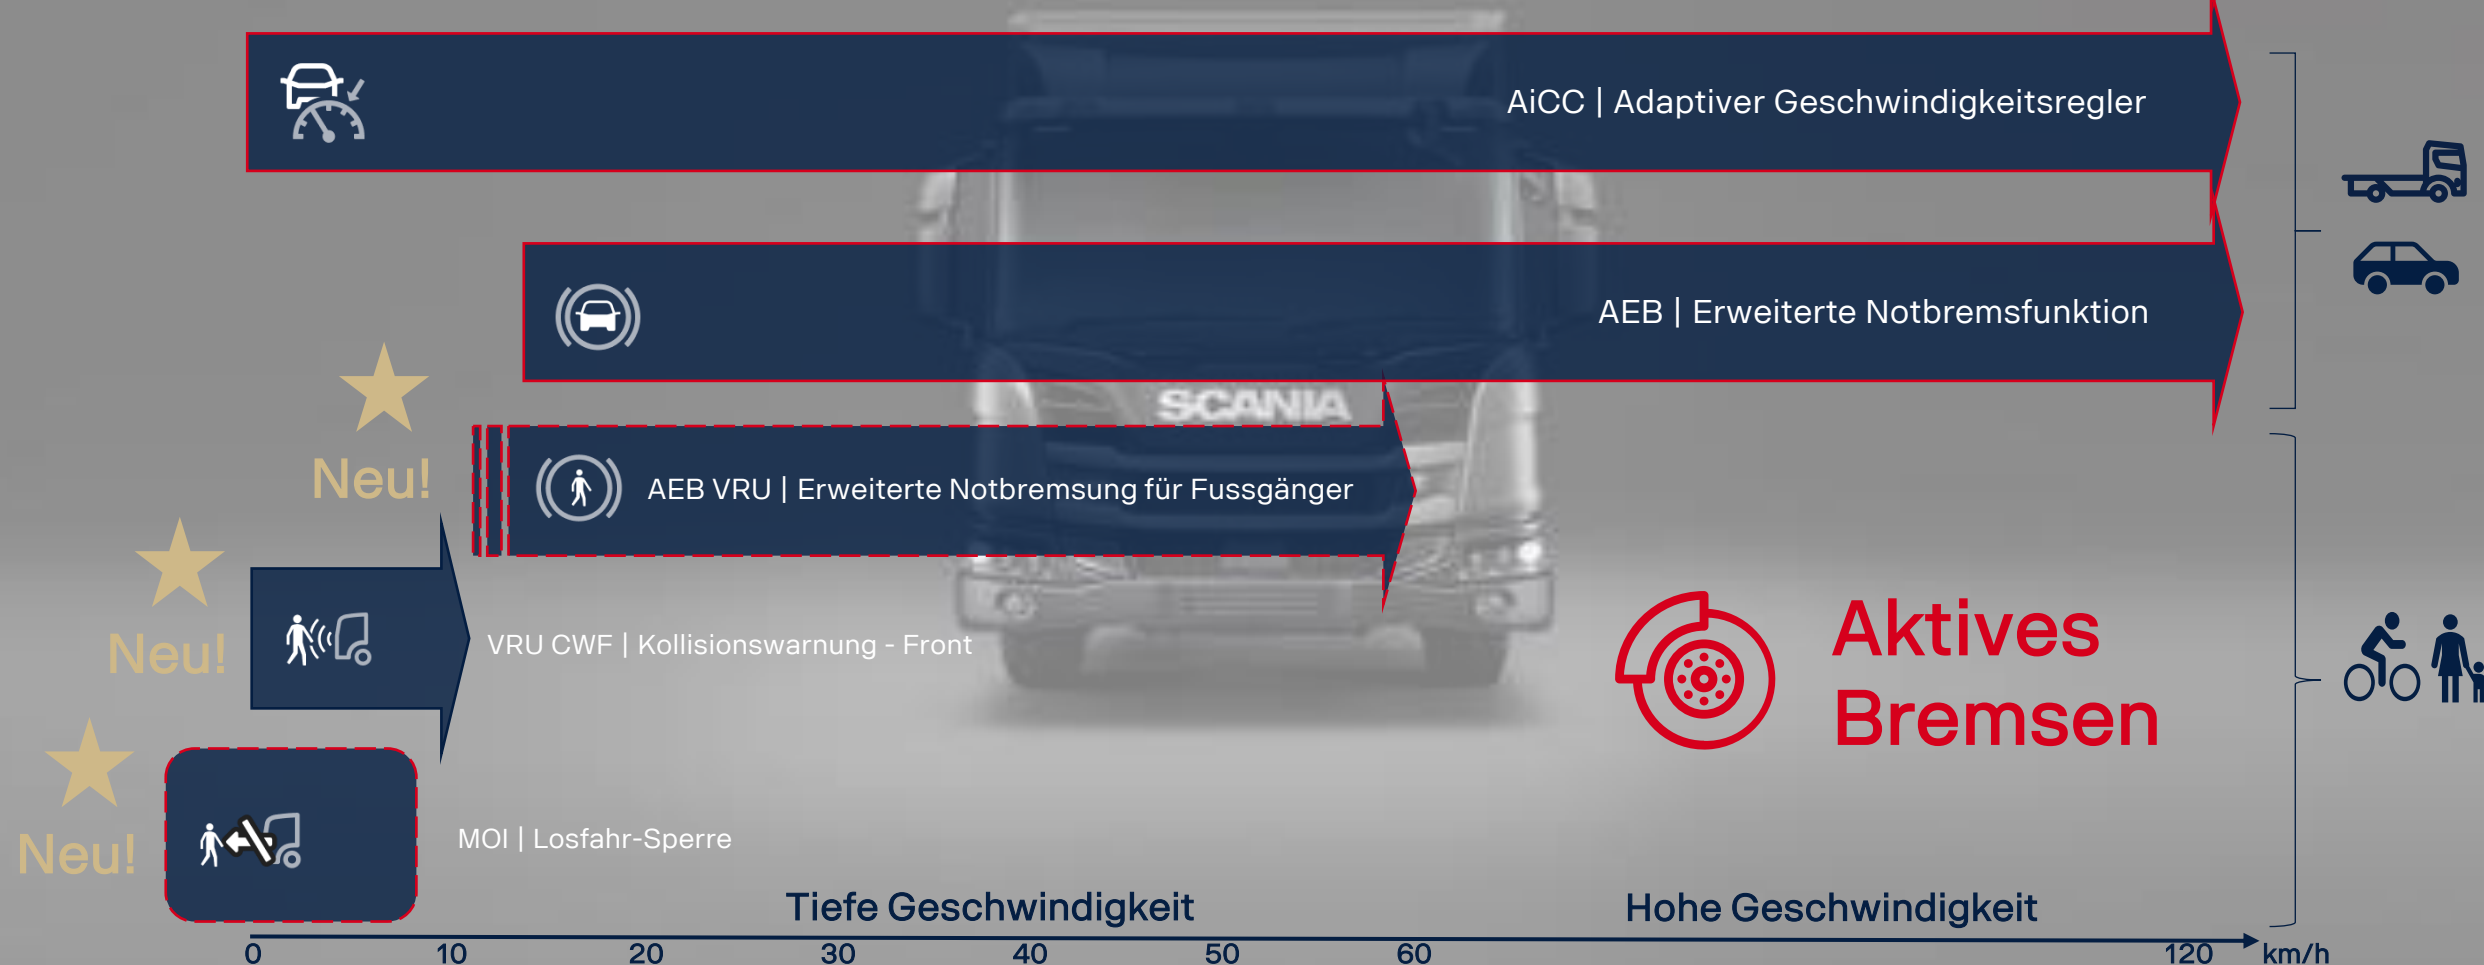 AiCC | Adaptiver Geschwindigkeitsregler
AEB | Erweiterte Notbremsfunktion
SCANIA
Neu!
AEB VRU | Erweiterte Notbremsung für Fussgänger
Neu!
VRU CWF | Kollisionswarnung - Front
Aktives
Bremsen
Neu!
MOI | Losfahr-Sperre
Tiefe Geschwindigkeit
Hohe Geschwindigkeit
0 10 20 30 40 50 60 120 km/h